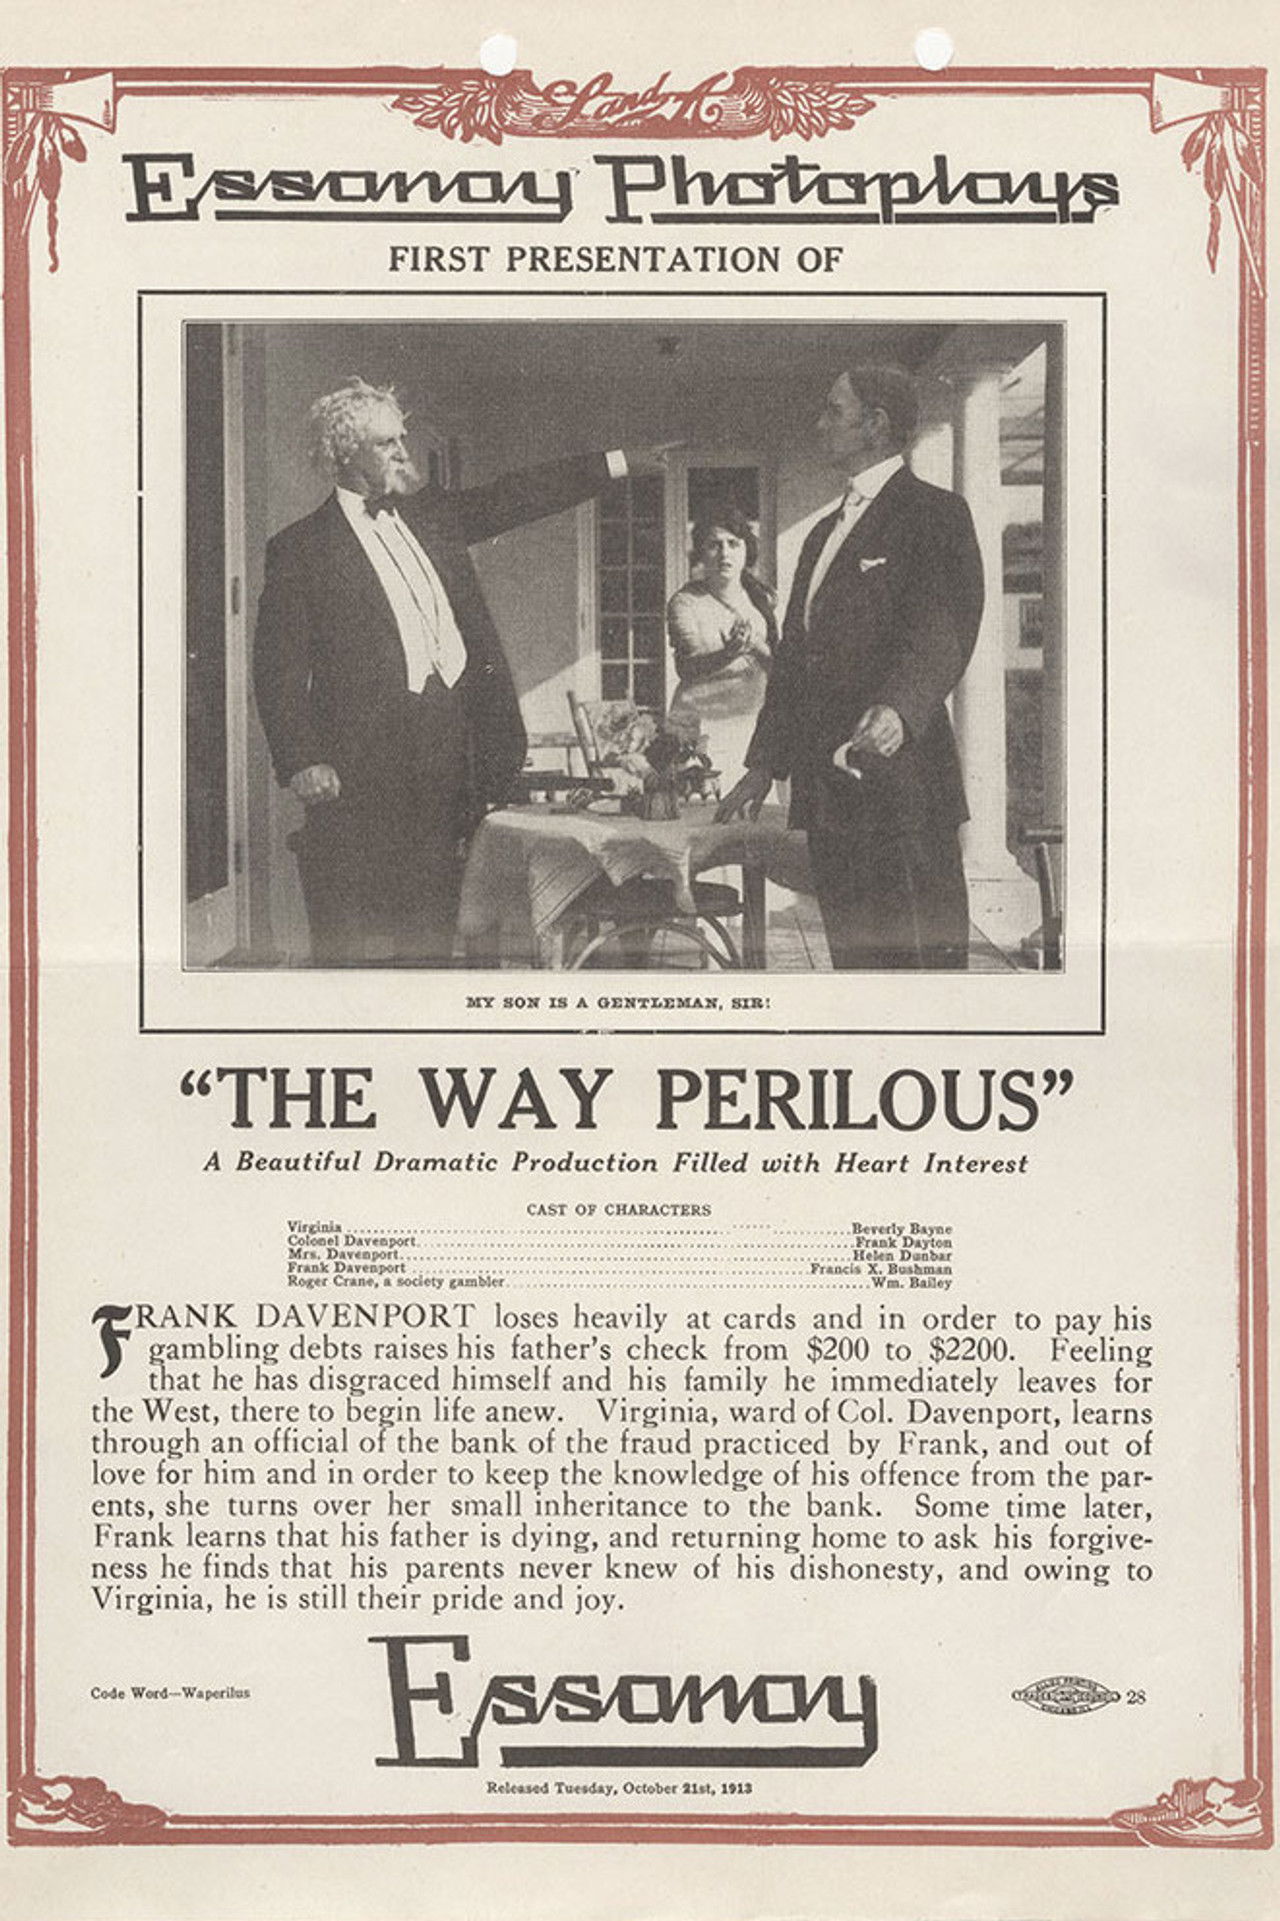 S and A
Essanay Photoplays
FIRST PRESENTATION OF
MY SON IS A GENTLEMAN, SIR!
“THE WAY PERILOUS”
A Beautiful Dramatic Production Filled with Heart Interest
CAST OF CHARACTERS
Virginia ........ Beverly Bayne
Colonel Davenport ........ Frank Dayton
Mrs. Davenport ........ Helen Dunbar
Frank Davenport ........ Francis X. Bushman
Roger Crane, a society gambler ........ Wm. Bailey
FRANK DAVENPORT loses heavily at cards and in order to pay his
gambling debts raises his father's check from $200 to $2200. Feeling
that he has disgraced himself and his family he immediately leaves for
the West, there to begin life anew. Virginia, ward of Col. Davenport, learns
through an official of the bank of the fraud practiced by Frank, and out of
love for him and in order to keep the knowledge of his offence from the par-
ents, she turns over her small inheritance to the bank. Some time later,
Frank learns that his father is dying, and returning home to ask his forgive-
ness he finds that his parents never knew of his dishonesty, and owing to
Virginia, he is still their pride and joy.
Code Word—Waperilus
Essanay
ALLIED PRINTING
TRADES COUNCIL
28
Released Tuesday, October 21st, 1913